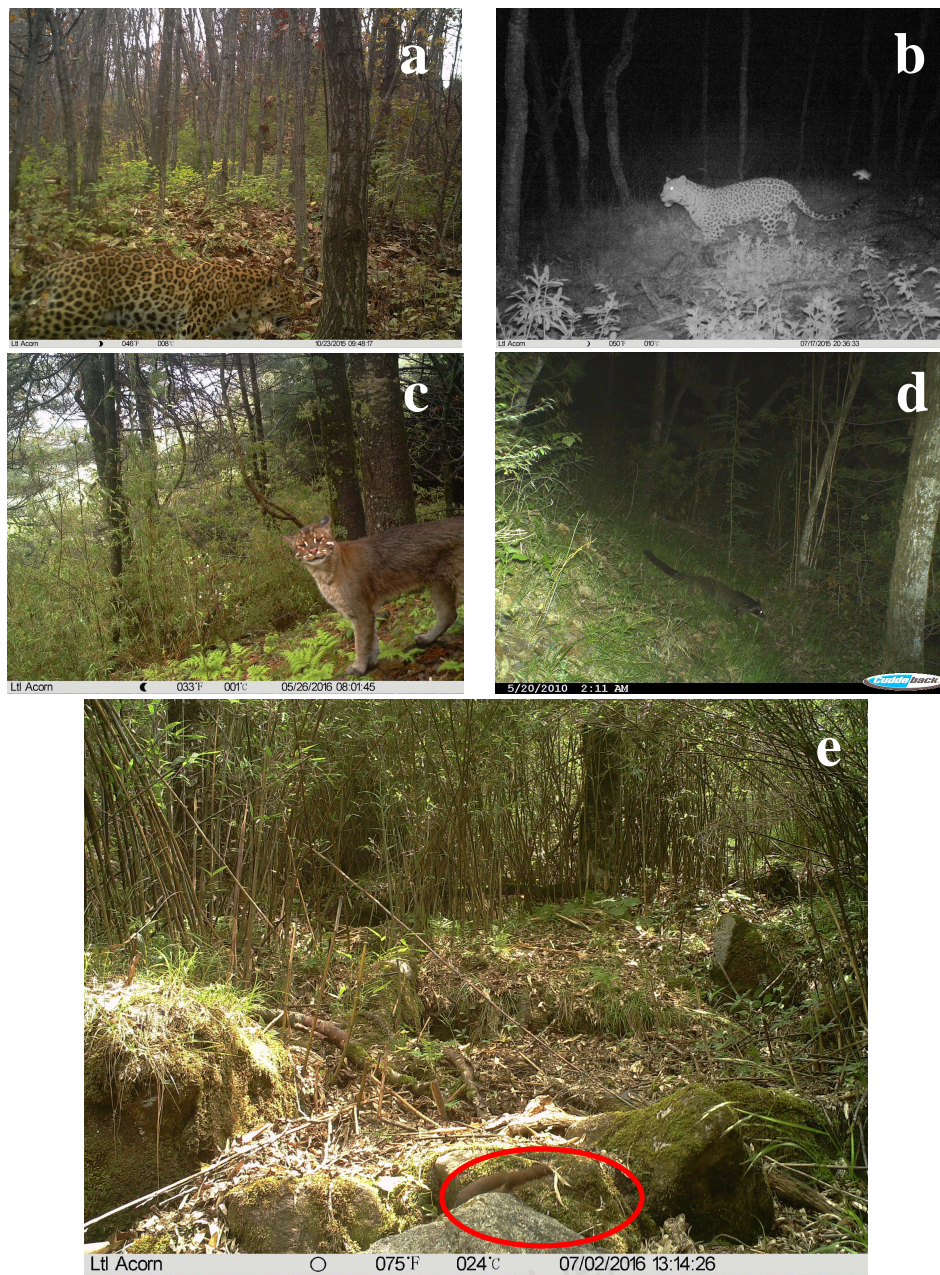 a
b
Ltl Acorn 046°F 008°C 10/23/2015 09:48:17
Ltl Acorn 050°F 010°C 07/17/2015 20:36:33
c
d
Ltl Acorn 033°F 001°C 05/26/2016 08:01:45
5/20/2010 2:11 AM Cuddeback
e
Ltl Acorn 075°F 024°C 07/02/2016 13:14:26